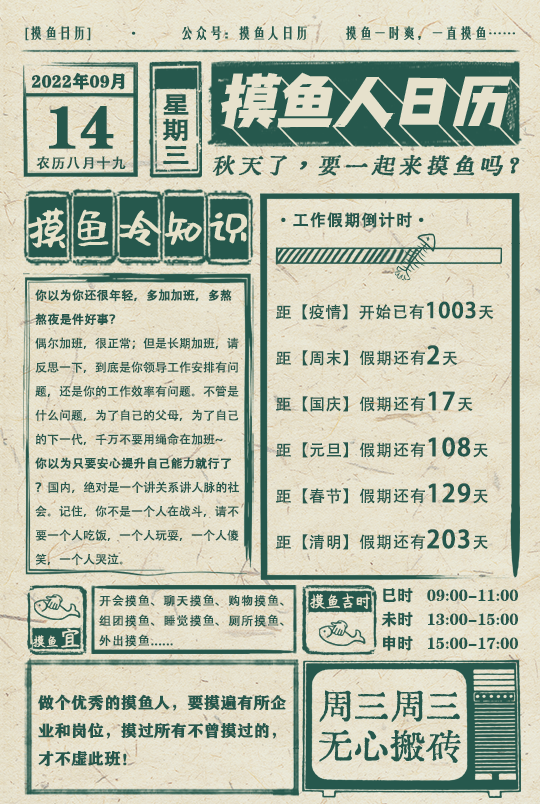 [摸鱼日历] · 公众号：摸鱼人日历 摸鱼一时爽，一直摸鱼······
2022年09月
14
农历八月十九
星期三
摸鱼人日历
秋天了，要一起来摸鱼吗？
摸鱼冷知识
你以为你还很年轻，多加加班，多熬
熬夜是件好事？
偶尔加班，很正常；但是长期加班，请
反思一下，到底是你领导工作安排有问
题，还是你的工作效率有问题。不管是
什么问题，为了自己的父母，为了自己
的下一代，千万不要用绳命在加班~
你以为只要安心提升自己能力就行了
？国内，绝对是一个讲关系讲人脉的社
会。记住，你不是一个人在战斗，请不
要一个人吃饭，一个人玩耍，一个人傻
笑，一个人哭泣。
·工作假期倒计时·
距【疫情】开始已有1003天
距【周末】假期还有2天
距【国庆】假期还有17天
距【元旦】假期还有108天
距【春节】假期还有129天
距【清明】假期还有203天
摸鱼宜
开会摸鱼、聊天摸鱼、购物摸鱼、
组团摸鱼、睡觉摸鱼、厕所摸鱼、
外出摸鱼......
摸鱼吉时
巳时 09:00-11:00
未时 13:00-15:00
申时 15:00-17:00
做个优秀的摸鱼人，要摸遍有所企
业和岗位，摸过所有不曾摸过的，
才不虚此班！
周三周三
无心搬砖